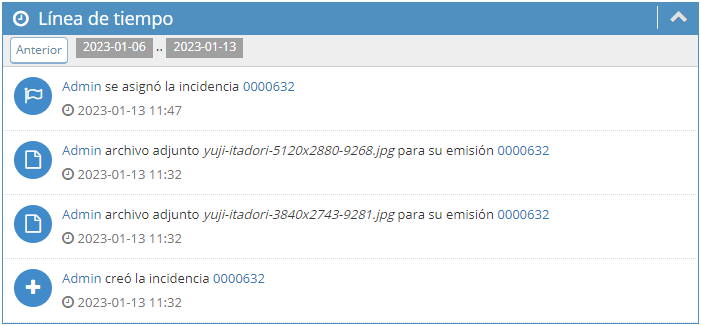 Línea de tiempo
Anterior 2023-01-06 .. 2023-01-13
Admin se asignó la incidencia 0000632
2023-01-13 11:47
Admin archivo adjunto yuji-itadori-5120x2880-9268.jpg para su emisión 0000632
2023-01-13 11:32
Admin archivo adjunto yuji-itadori-3840x2743-9281.jpg para su emisión 0000632
2023-01-13 11:32
Admin creó la incidencia 0000632
2023-01-13 11:32